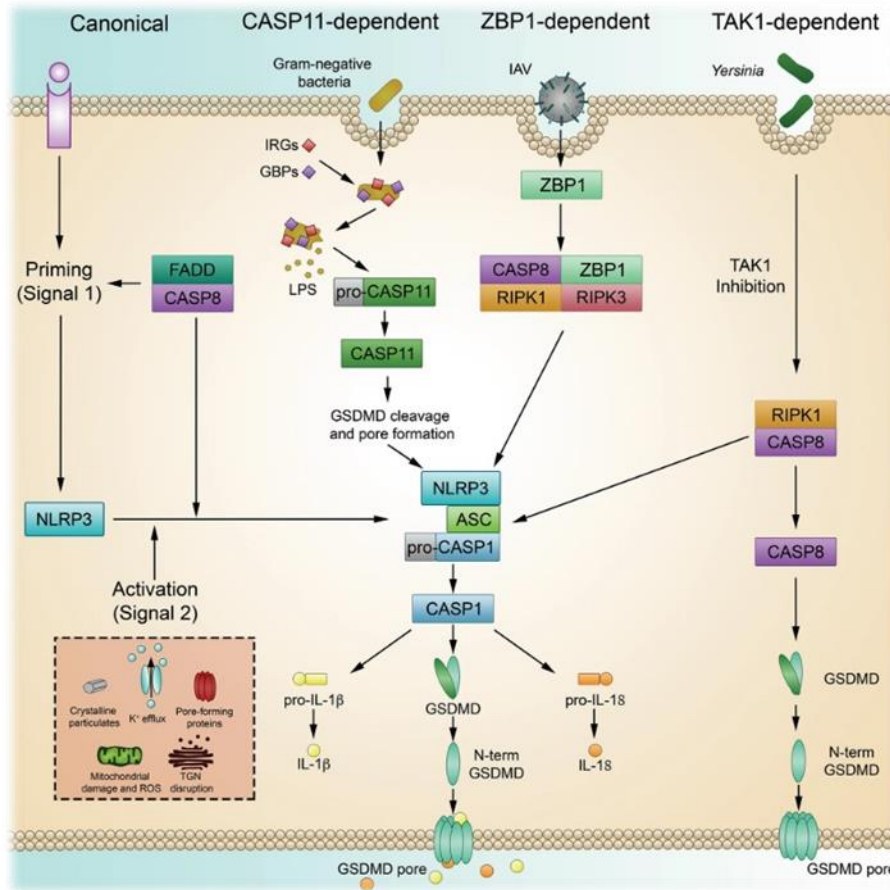 Canonical
CASP11-dependent
ZBP1-dependent
TAK1-dependent
Gram-negative
bacteria
IAV
Yersinia
IRGs
GBPs
LPS
pro-CASP11
CASP11
GSDMD cleavage
and pore formation
ZBP1
CASP8 ZBP1
RIPK1 RIPK3
TAK1
Inhibition
Priming
(Signal 1)
FADD
CASP8
RIPK1
CASP8
NLRP3
NLRP3
ASC
pro-CASP1
CASP8
Activation
(Signal 2)
CASP1
Crystalline
particulates
K+ efflux
Pore-forming
proteins
Mitochondrial
damage and ROS
TGN
disruption
pro-IL-1β
IL-1β
GSDMD
N-term
GSDMD
pro-IL-18
IL-18
GSDMD
N-term
GSDMD
GSDMD pore
GSDMD pore